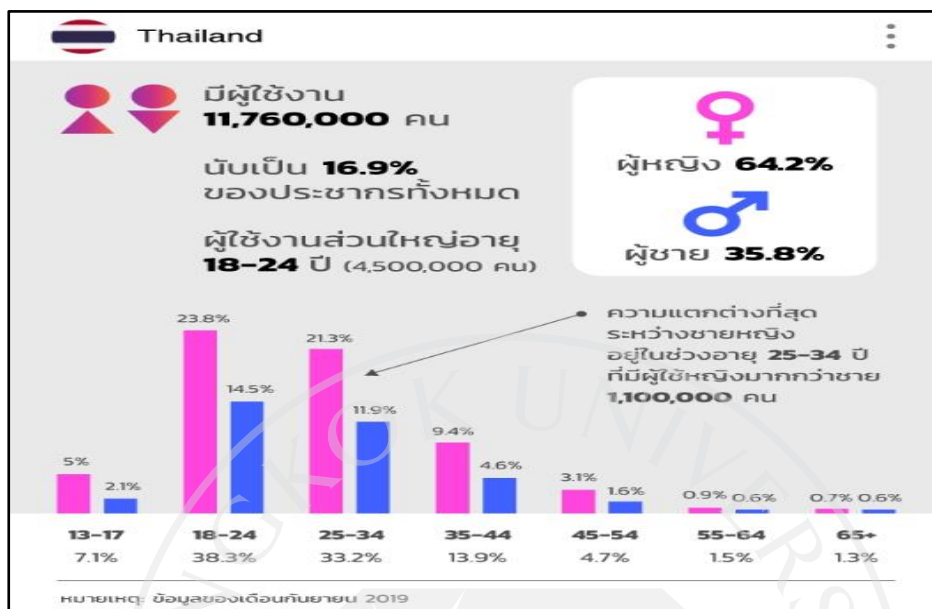 Thailand
มีผู้ใช้งาน
11,760,000 คน
นับเป็น 16.9%
ของประชากรทั้งหมด
ผู้ใช้งานส่วนใหญ่อายุ
18-24 ปี (4,500,000 คน)
ผู้หญิง 64.2%
ผู้ชาย 35.8%
ความแตกต่างที่สุด
ระหว่างชายหญิง
อยู่ในช่วงอายุ 25-34 ปี
ที่มีผู้ใช้หญิงมากกว่าชาย
1,100,000 คน
23.8%
21.3%
14.5%
11.9%
9.4%
5%
4.6%
2.1%
3.1%
1.6%
0.9% 0.6%
0.7% 0.6%
13-17 18-24 25-34 35-44 45-54 55-64 65+
7.1% 38.3% 33.2% 13.9% 4.7% 1.5% 1.3%
หมายเหตุ: ข้อมูลของเดือนกันยายน 2019